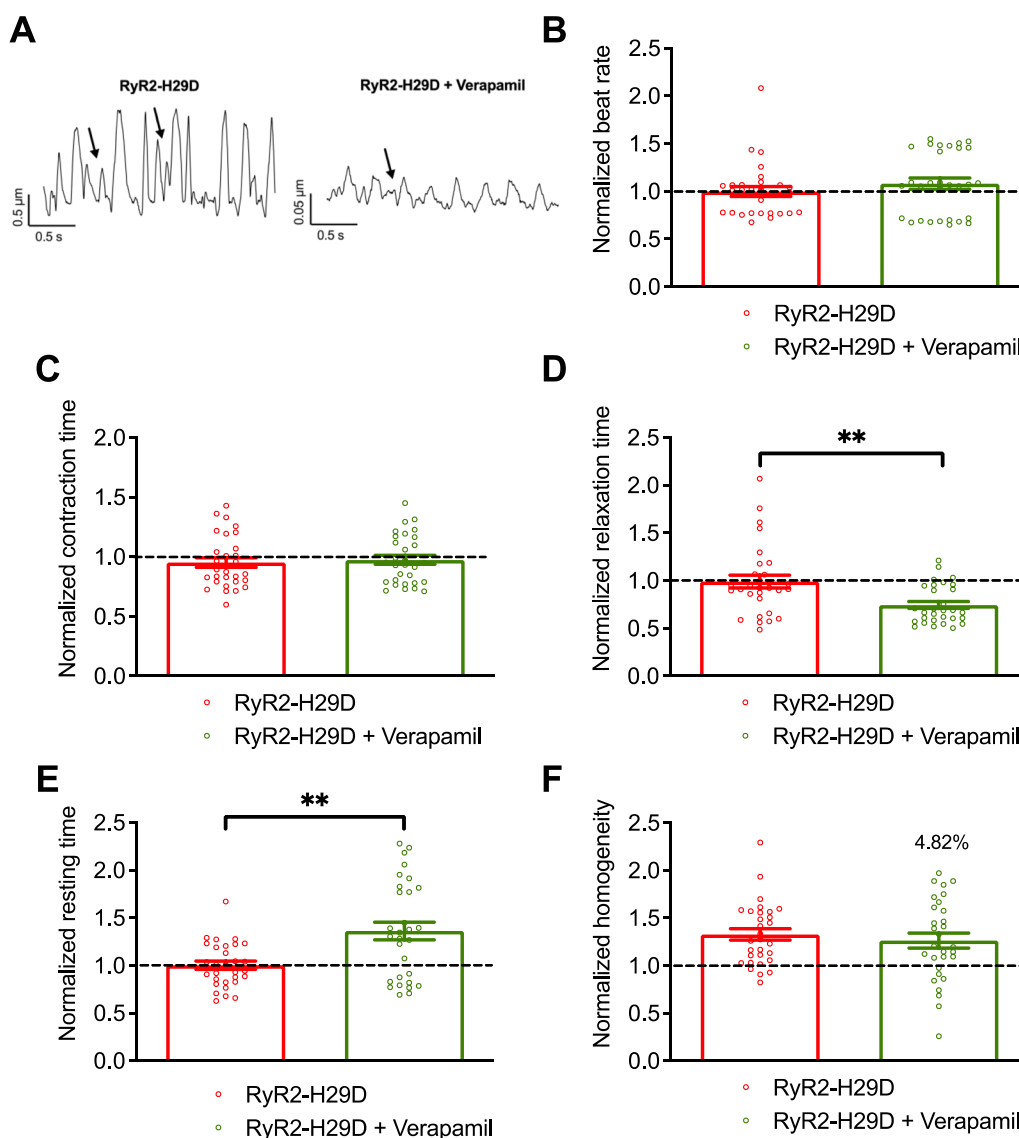 A
RyR2-H29D
RyR2-H29D + Verapamil
0.5 µm
0.5 s
0.05 µm
0.5 s
B
Normalized beat rate
2.5
2.0
1.5
1.0
0.5
0.0
RyR2-H29D
RyR2-H29D + Verapamil
C
Normalized contraction time
2.0
1.5
1.0
0.5
0.0
RyR2-H29D
RyR2-H29D + Verapamil
D
Normalized relaxation time
2.5
2.0
1.5
1.0
0.5
0.0
**
RyR2-H29D
RyR2-H29D + Verapamil
E
Normalized resting time
2.5
2.0
1.5
1.0
0.5
0.0
**
RyR2-H29D
RyR2-H29D + Verapamil
F
Normalized homogeneity
2.5
2.0
1.5
1.0
0.5
0.0
4.82%
RyR2-H29D
RyR2-H29D + Verapamil